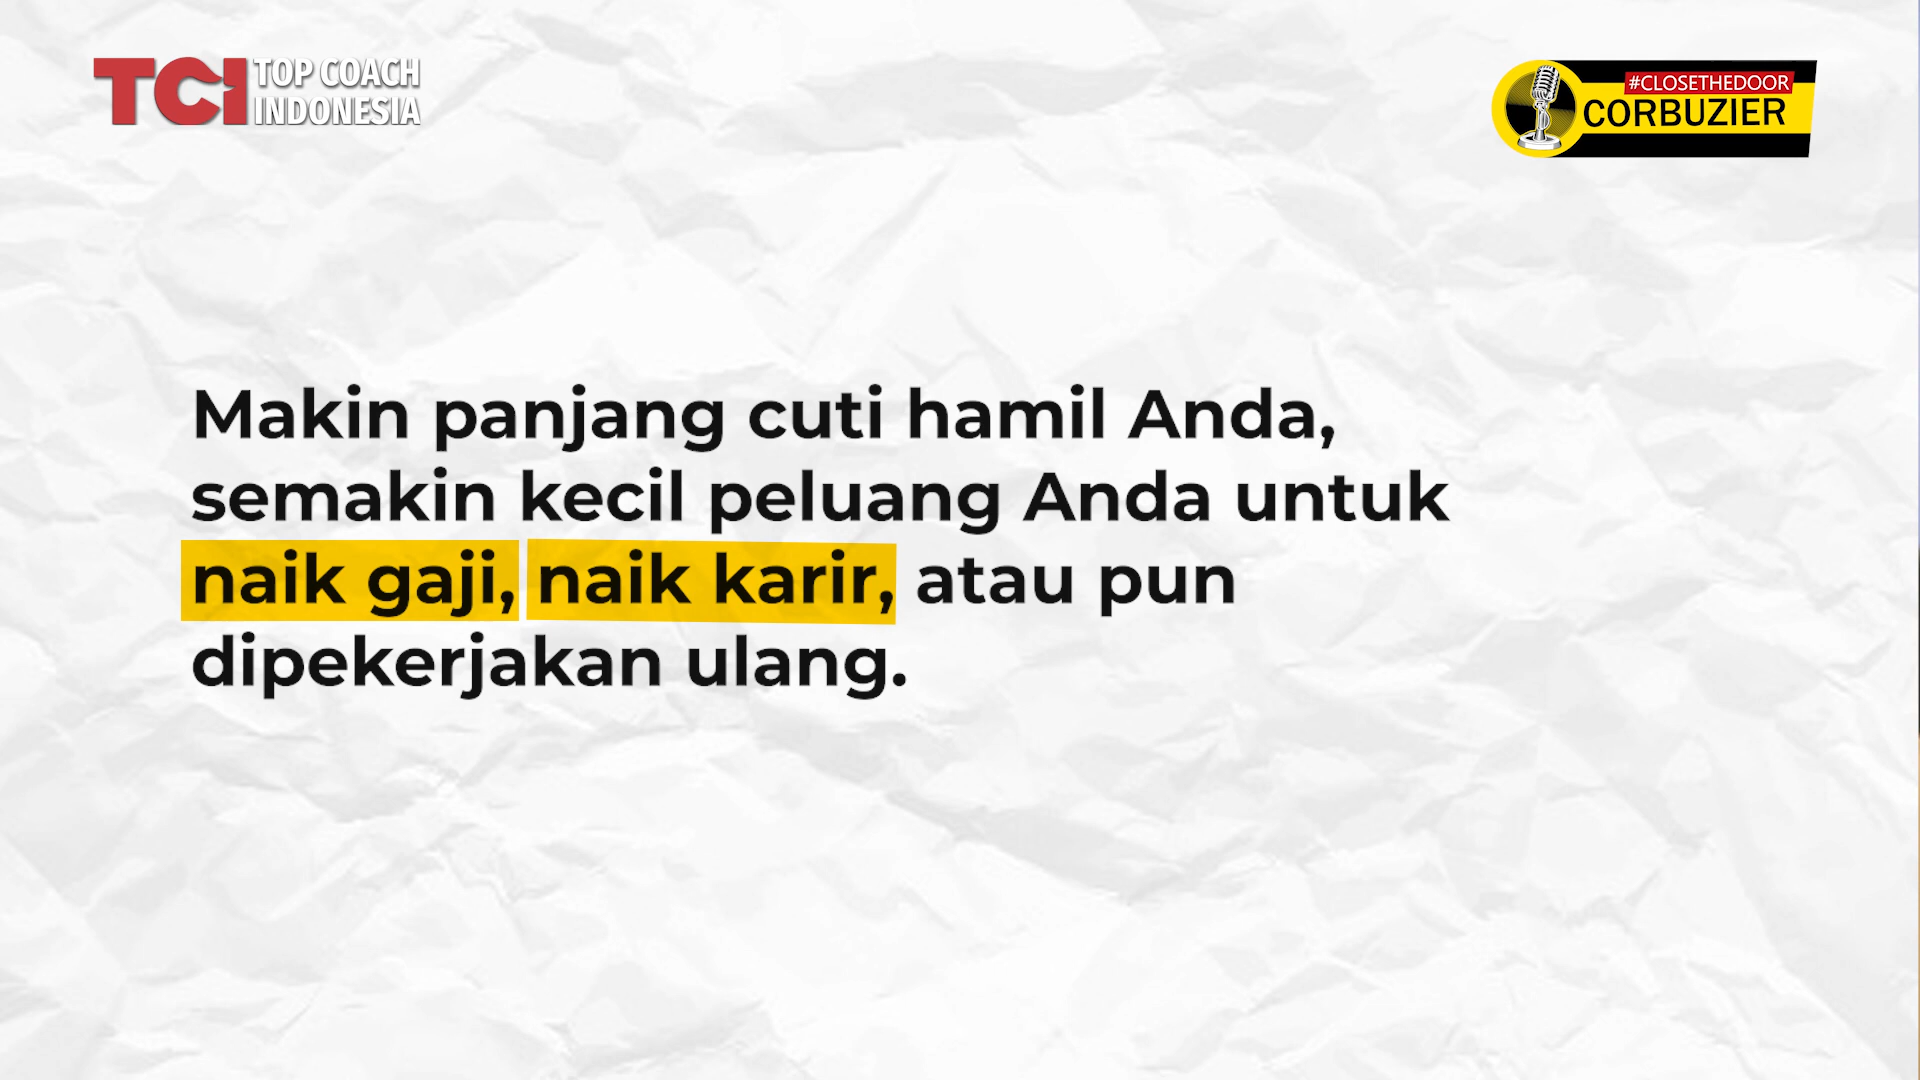 TCI TOP COACH
INDONESIA
#CLOSETHEDOOR
CORBUZIER
Makin panjang cuti hamil Anda,
semakin kecil peluang Anda untuk
naik gaji, naik karir, atau pun
dipekerjakan ulang.